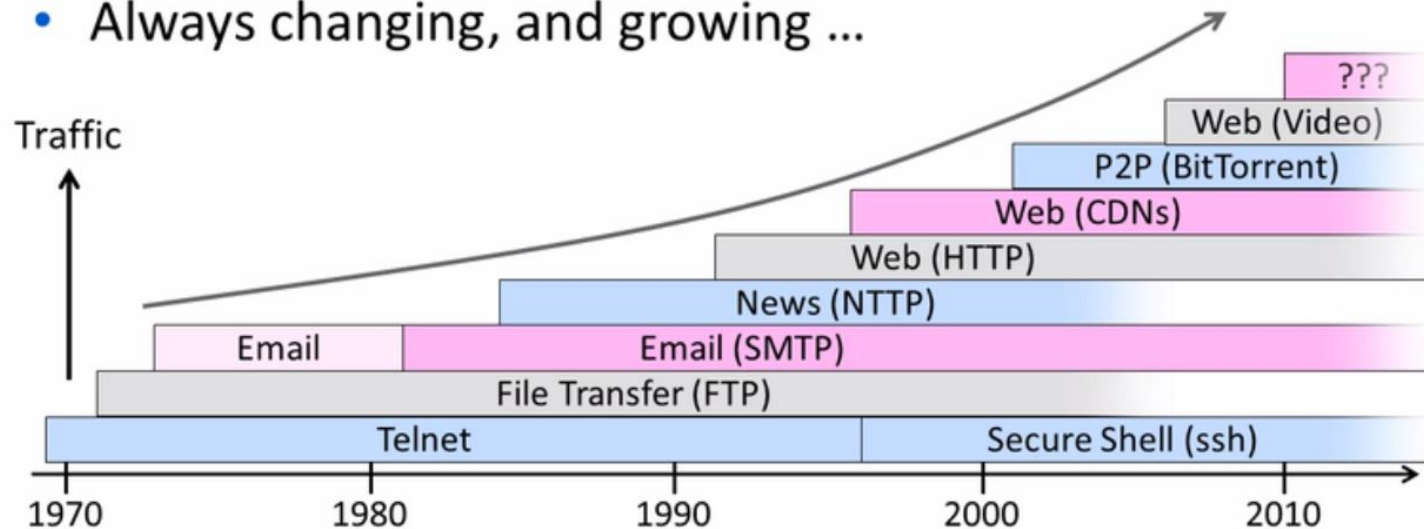 • Always changing, and growing ...
Traffic
???
Web (Video)
P2P (BitTorrent)
Web (CDNs)
Web (HTTP)
News (NTTP)
Email Email (SMTP)
File Transfer (FTP)
Telnet Secure Shell (ssh)
1970 1980 1990 2000 2010